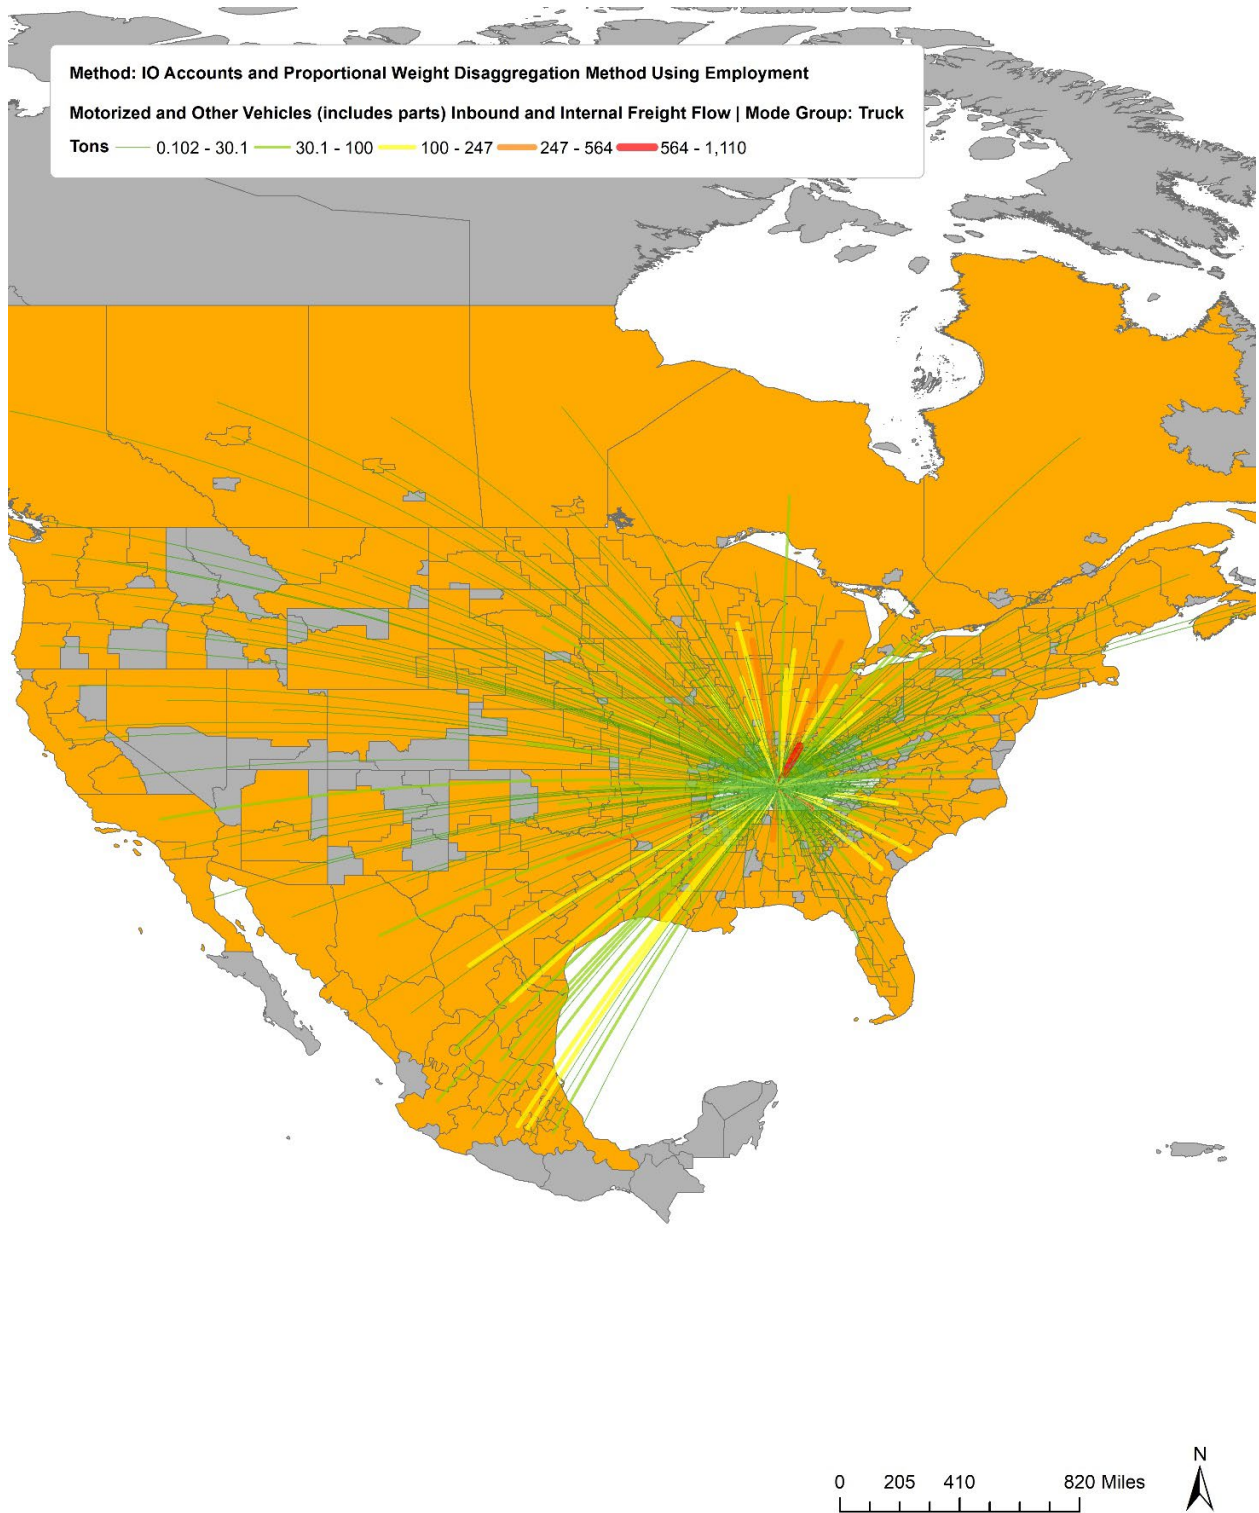 Method: IO Accounts and Proportional Weight Disaggregation Method Using Employment
Motorized and Other Vehicles (includes parts) Inbound and Internal Freight Flow | Mode Group: Truck
Tons 0.102 - 30.1 30.1 - 100 100 - 247 247 - 564 564 - 1,110
N
0 205 410 820 Miles